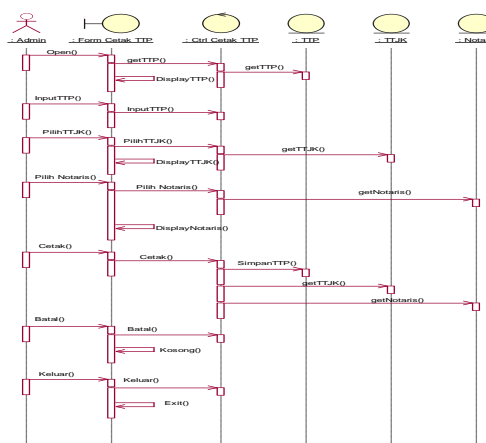 : Admin : Form Cetak TTP : Ctrl Cetak TTP : TTP : TTJK : Nota
Open()
getTTP()
getTTP()
DisplayTTP()
InputTTP()
InputTTP()
PilihTTJK()
PilihTTJK()
getTTJK()
DisplayTTJK()
Pilih Notaris()
Pilih Notaris()
getNotaris()
DisplayNotaris()
Cetak()
Cetak()
SimpanTTP()
getTTJK()
getNotaris()
Batal()
Batal()
Kosong()
Keluar()
Keluar()
Exit()